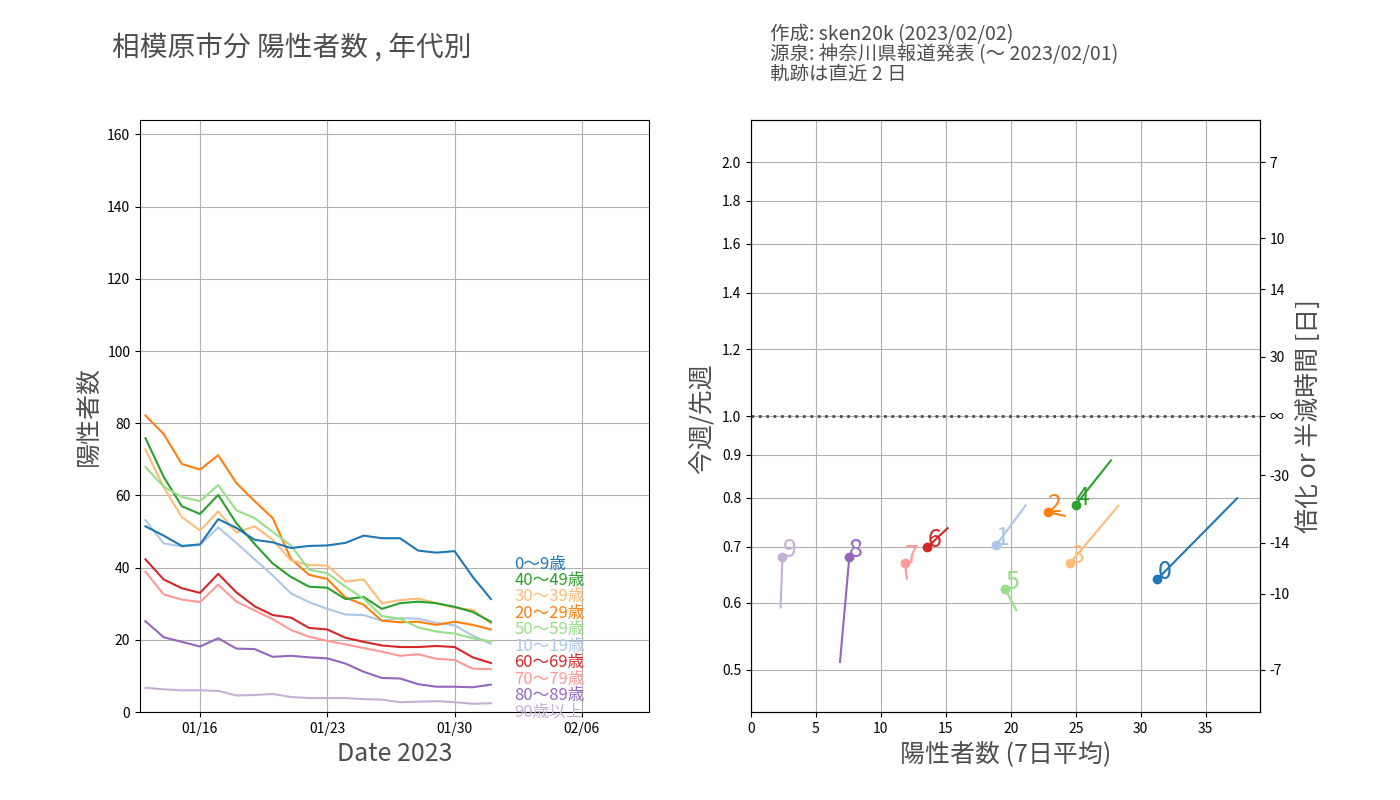 相模原市分 陽性者数 , 年代別
作成: sken20k (2023/02/02)
源泉: 神奈川県報道発表 (〜 2023/02/01)
軌跡は直近 2 日
陽性者数
160
140
120
100
80
60
40
20
0
01/16
01/23
01/30
02/06
Date 2023
0〜9歳
40〜49歳
30〜39歳
20〜29歳
50〜59歳
10〜19歳
60〜69歳
70〜79歳
80〜89歳
90歳以上
今週/先週
2.0
1.8
1.6
1.4
1.2
1.0
0.9
0.8
0.7
0.6
0.5
9
8
7
6
1
5
2
4
3
0
0
5
10
15
20
25
30
35
陽性者数 (7日平均)
7
10
14
30
∞
-30
-14
-10
-7
倍化 or 半減時間 [日]